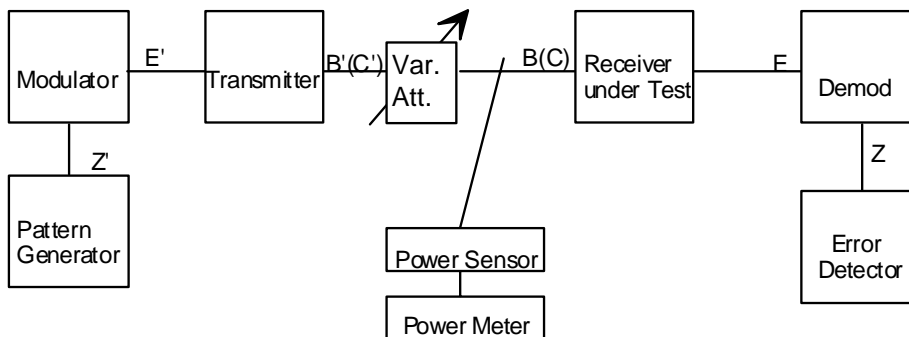 E'
B'(C')
B(C)
E
Modulator
Transmitter
Var.
Att.
Receiver
under Test
Demod
Z'
Z
Pattern
Generator
Power Sensor
Error
Detector
Power Meter